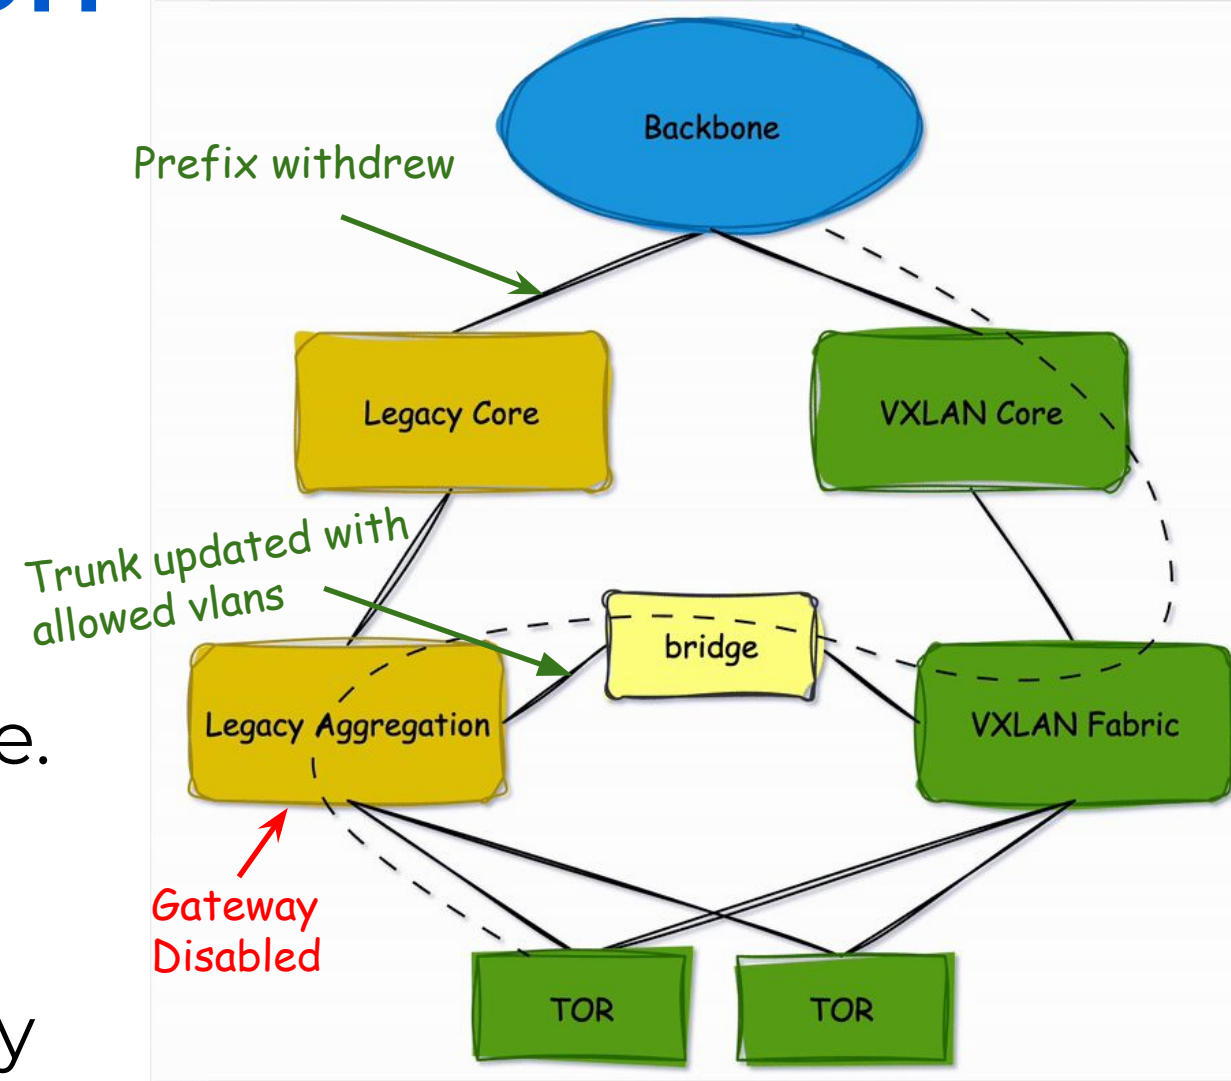 Backbone
Prefix withdrew
Legacy Core
VXLAN Core
Trunk updated with
allowed vlans
bridge
Legacy Aggregation
VXLAN Fabric
e.
Gateway
Disabled
TOR
TOR
y